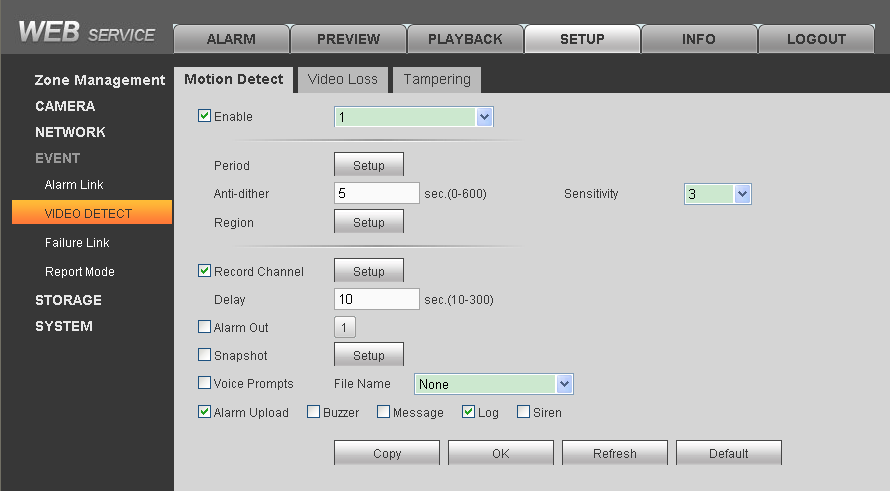 WEB SERVICE
ALARM PREVIEW PLAYBACK SETUP INFO LOGOUT
Zone Management
CAMERA
NETWORK
EVENT
Alarm Link
VIDEO DETECT
Failure Link
Report Mode
STORAGE
SYSTEM
Motion Detect Video Loss Tampering
Enable 1
Period Setup
Anti-dither 5 sec.(0-600) Sensitivity 3
Region Setup
Record Channel Setup
Delay 10 sec.(10-300)
Alarm Out 1
Snapshot Setup
Voice Prompts File Name None
Alarm Upload Buzzer Message Log Siren
Copy OK Refresh Default